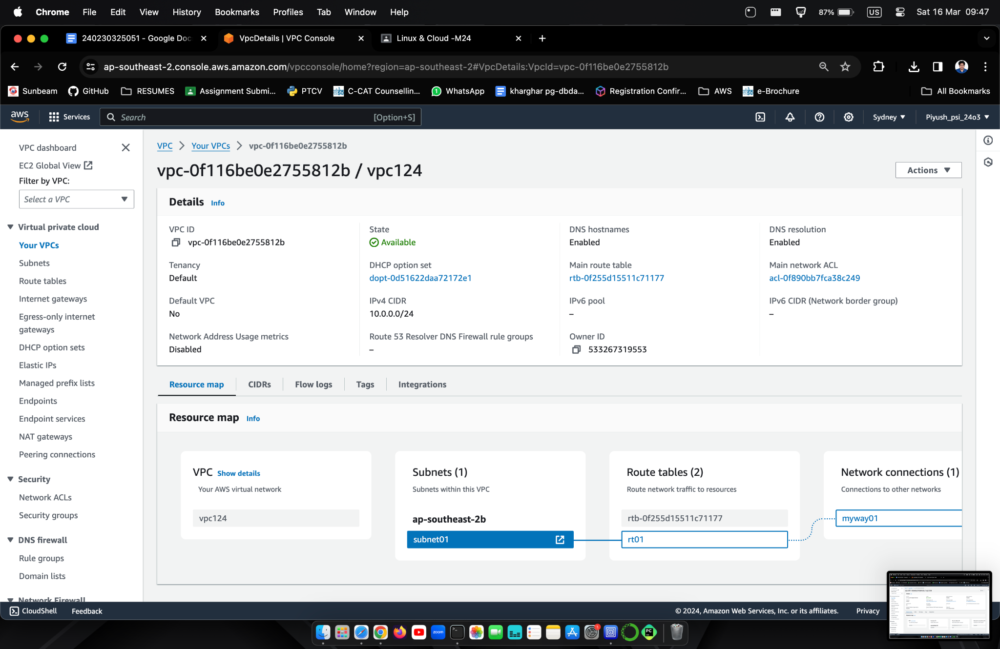 Chrome File Edit View History Bookmarks Profiles Tab Window Help 87% US Sat 16 Mar 09:47
240230325051 - Google Doc VpcDetails | VPC Console Linux & Cloud -M24
ap-southeast-2.console.aws.amazon.com/vpcconsole/home?region=ap-southeast-2#VpcDetails:VpcId=vpc-0f116be0e2755812b
Sunbeam GitHub RESUMES Assignment Submi... PTCV C-CAT Counsellin... WhatsApp kharghar pg-dbda... Registration Confir... AWS e-Brochure All Bookmarks
aws Services Search [Option+S] Sydney Piyush_psi_24o3
VPC dashboard
EC2 Global View
Filter by VPC:
Select a VPC
Virtual private cloud
Your VPCs
Subnets
Route tables
Internet gateways
Egress-only internet
gateways
DHCP option sets
Elastic IPs
Managed prefix lists
Endpoints
Endpoint services
NAT gateways
Peering connections
Security
Network ACLs
Security groups
DNS firewall
Rule groups
Domain lists
Network Firewall
VPC Your VPCs vpc-0f116be0e2755812b
vpc-0f116be0e2755812b / vpc124
Actions
Details Info
VPC ID State DNS hostnames DNS resolution
vpc-0f116be0e2755812b Available Enabled Enabled
Tenancy DHCP option set Main route table Main network ACL
Default dopt-0d51622daa72172e1 rtb-0f255d15511c71177 acl-0f890bb7fca38c249
Default VPC IPv4 CIDR IPv6 pool IPv6 CIDR (Network border group)
No 10.0.0.0/24 – –
Network Address Usage metrics Route 53 Resolver DNS Firewall rule groups Owner ID
Disabled – 533267319553
Resource map CIDRs Flow logs Tags Integrations
Resource map Info
VPC Show details
Your AWS virtual network
vpc124
Subnets (1)
Subnets within this VPC
ap-southeast-2b
subnet01
Route tables (2)
Route network traffic to resources
rtb-0f255d15511c71177
rt01
Network connections (1)
Connections to other networks
myway01
CloudShell Feedback © 2024, Amazon Web Services, Inc. or its affiliates. Privacy
zoom
PC